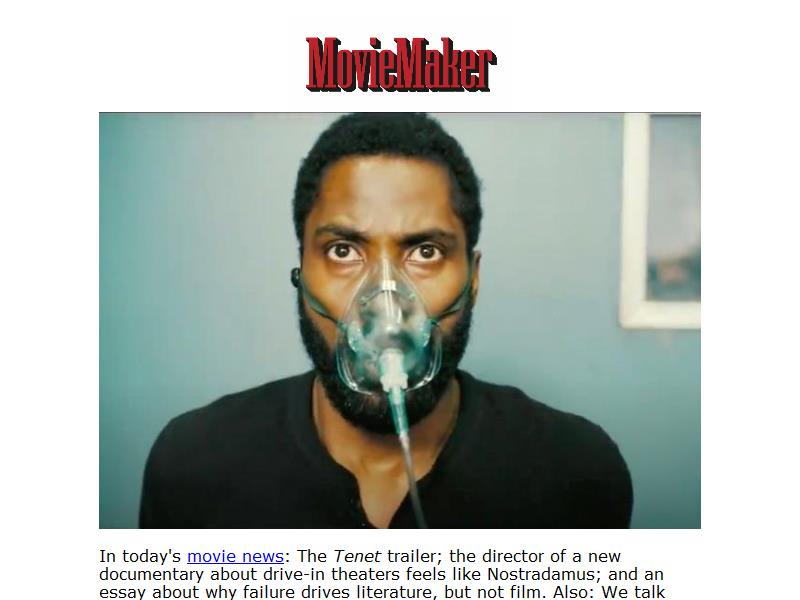 MovieMaker
In today's movie news: The Tenet trailer; the director of a new
documentary about drive-in theaters feels like Nostradamus; and an
essay about why failure drives literature, but not film. Also: We talk